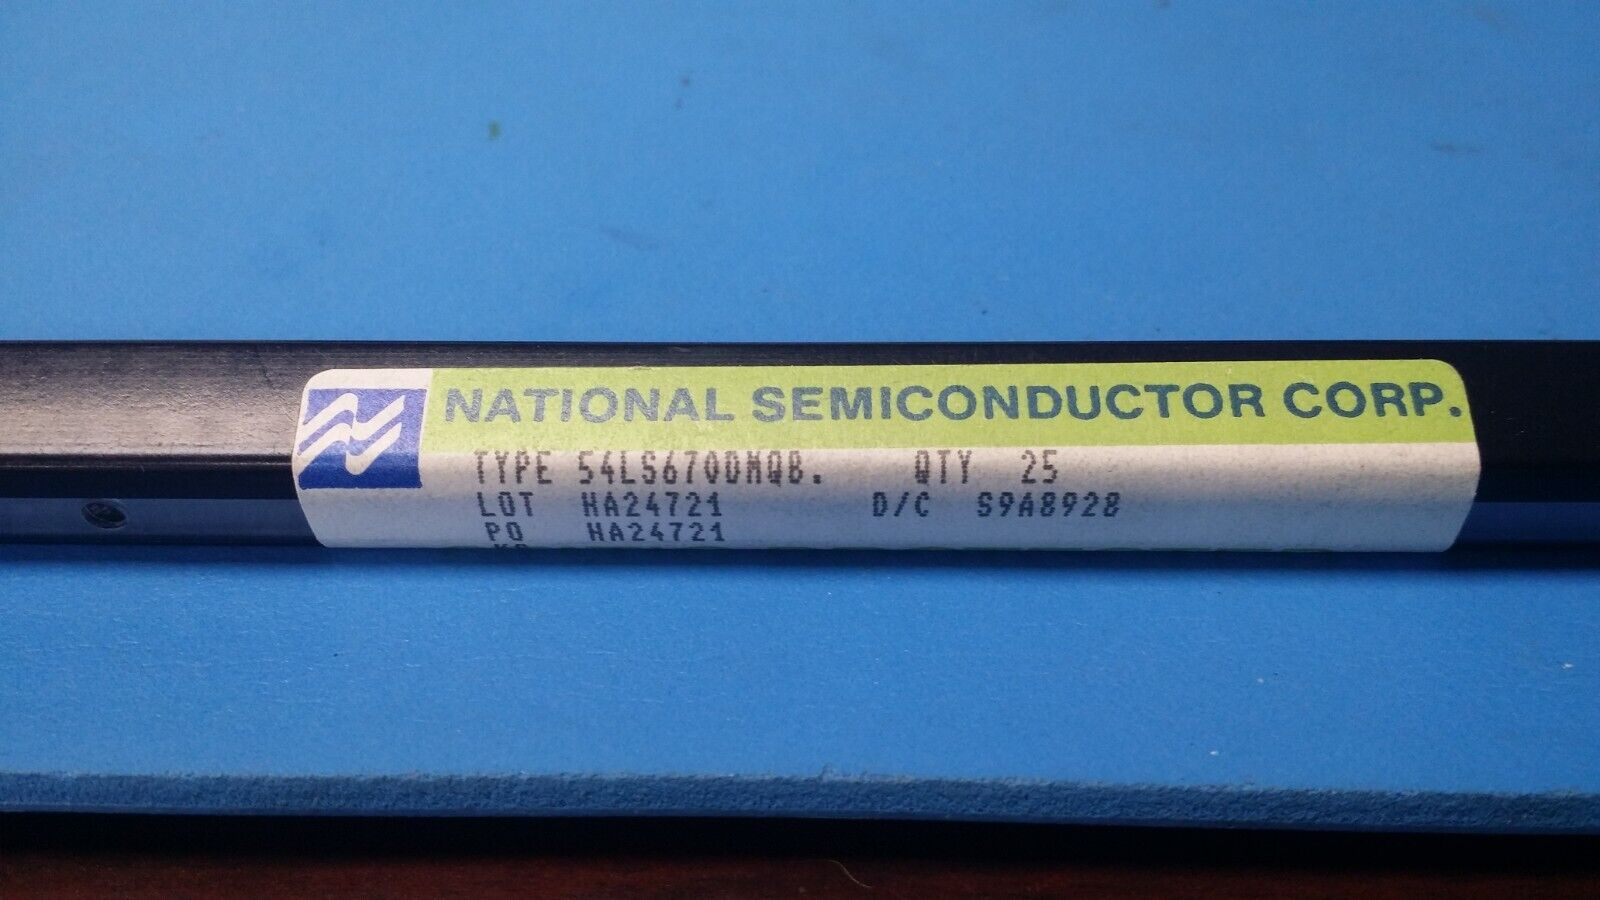 NATIONAL SEMICONDUCTOR CORP.
TYPE 54LS670DMQB. QTY 25
LOT HA24721 D/C S9A8928
PO HA24721